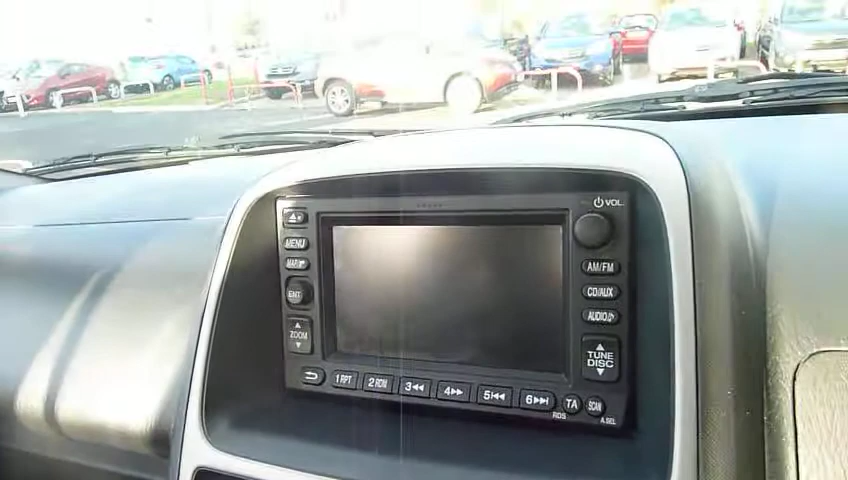 VOL
MENU
MAP
ENT
ZOOM
AM/FM
CD/AUX
AUDIO
TUNE
DISC
1 RPT
2 RDM
3
4
5
6
TA
SCAN
RDS
A.SEL